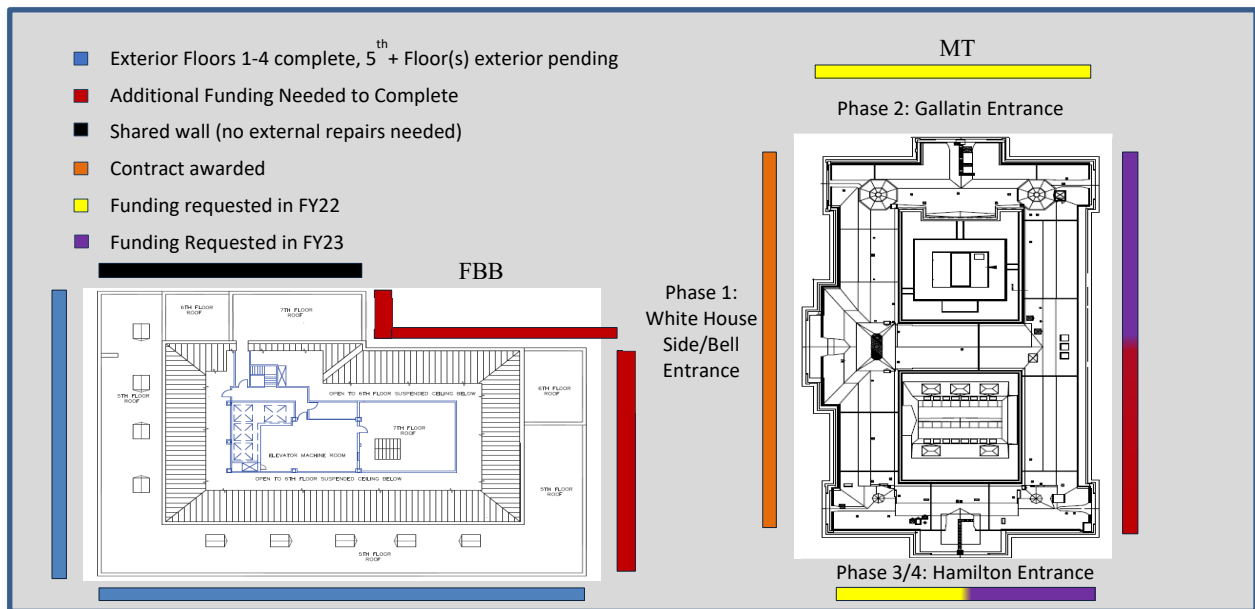 Exterior Floors 1-4 complete, 5th+ Floor(s) exterior pending
Additional Funding Needed to Complete
Shared wall (no external repairs needed)
Contract awarded
Funding requested in FY22
Funding Requested in FY23
FBB
6TH FLOOR
ROOF
7TH FLOOR
ROOF
5TH FLOOR
ROOF
OPEN TO 6TH FLOOR SUSPENDED CEILING BELOW
6TH FLOOR
ROOF
7TH FLOOR
ROOF
ELEVATOR MACHINE ROOM
OPEN TO 6TH FLOOR SUSPENDED CEILING BELOW
5TH FLOOR
ROOF
5TH FLOOR
ROOF
MT
Phase 2: Gallatin Entrance
Phase 1:
White House
Side/Bell
Entrance
Phase 3/4: Hamilton Entrance